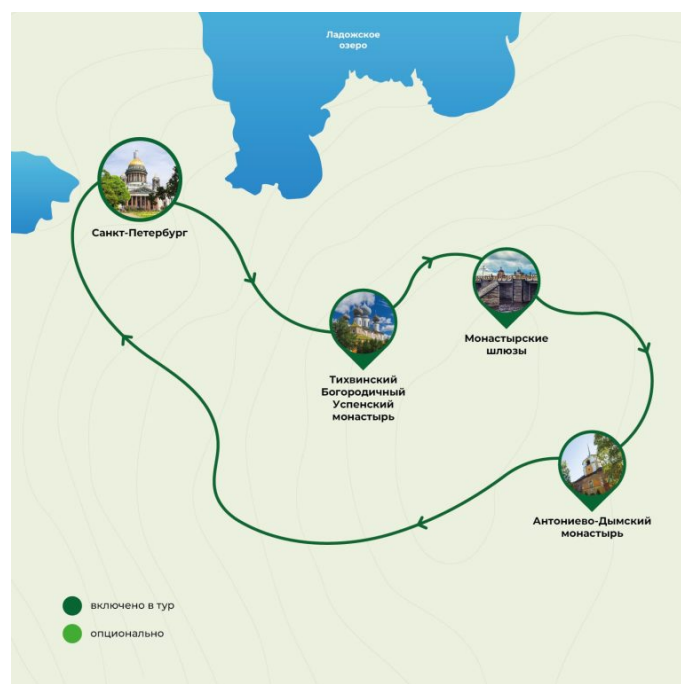 Ладожское
озеро
Санкт-Петербург
Монастырские
шлюзы
Тихвинский
Богородичный
Успенский
монастырь
Антониево-Дымский
монастырь
включено в тур
опционально